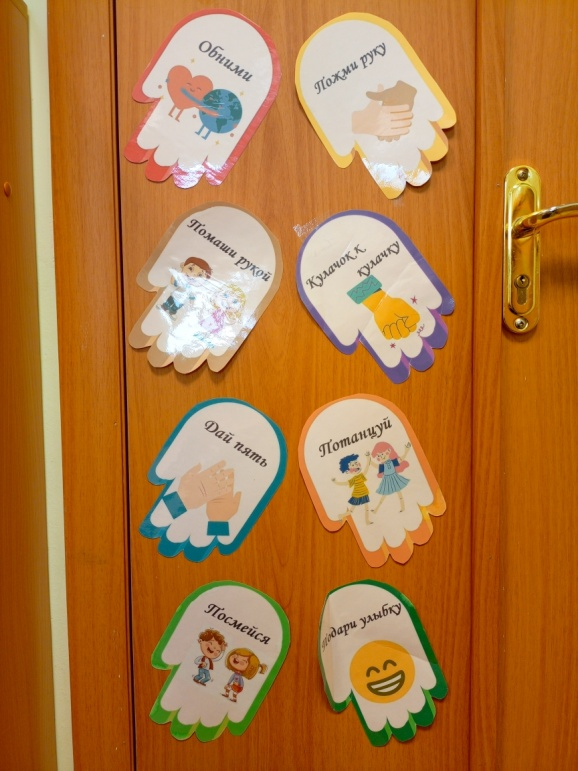 Обними
Пожми руку
Помаши рукой
Кулачок к
кулачку
Дай пять
Потанцуй
Посмейся
Подари улыбку